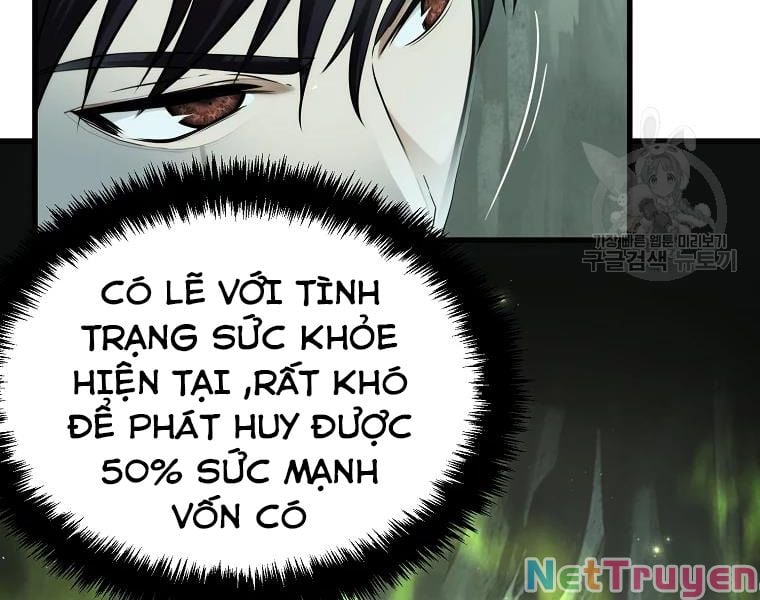 가장 빠른 웹툰 미리보기
구글검색 뉴토끼
CÓ LẼ VỚI TÌNH
TRẠNG SỨC KHỎE
HIỆN TẠI ,RẤT KHÓ
ĐỂ PHÁT HUY ĐƯỢC
50% SỨC MẠNH
VỐN CÓ
NetTruyen